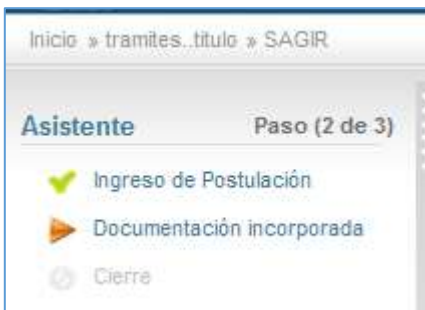 Inicio » tramites..titulo » SAGIR
Asistente Paso (2 de 3)
Ingreso de Postulación
Documentación incorporada
Cierre